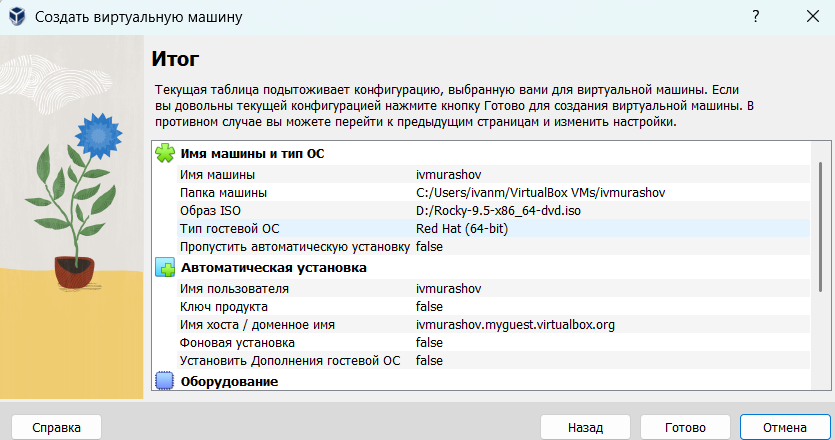 Создать виртуальную машину
?
Итог
Текущая таблица подытоживает конфигурацию, выбранную вами для виртуальной машины. Если
вы довольны текущей конфигурацией нажмите кнопку Готово для создания виртуальной машины. В
противном случае вы можете перейти к предыдущим страницам и изменить настройки.
Имя машины и тип ОС
Имя машины ivmurashov
Папка машины C:/Users/ivanm/VirtualBox VMs/ivmurashov
Образ ISO D:/Rocky-9.5-x86_64-dvd.iso
Тип гостевой ОС Red Hat (64-bit)
Пропустить автоматическую установку false
Автоматическая установка
Имя пользователя ivmurashov
Ключ продукта false
Имя хоста / доменное имя ivmurashov.myguest.virtualbox.org
Фоновая установка false
Установить Дополнения гостевой ОС false
Оборудование
Справка Назад Готово Отмена